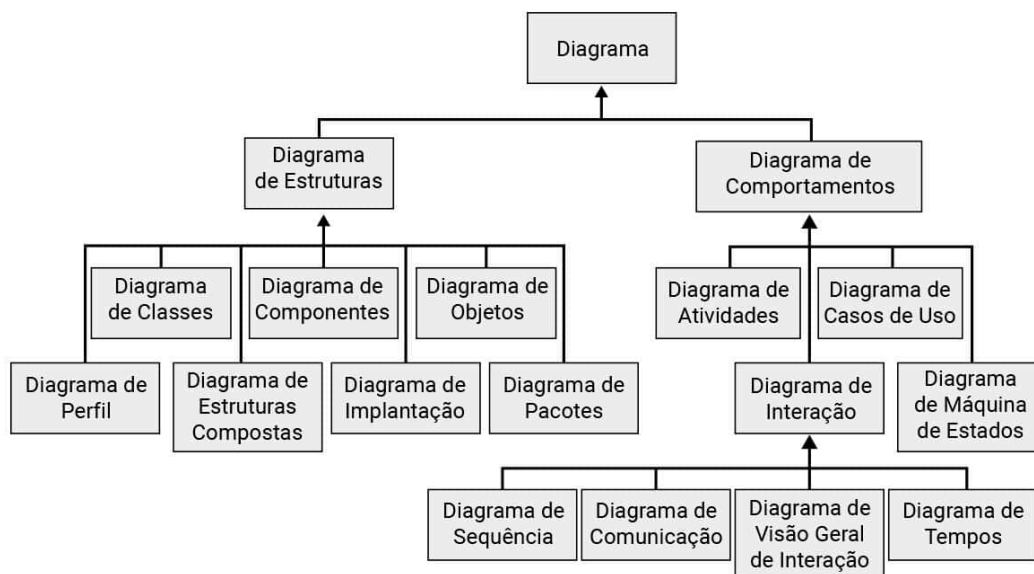 Diagrama
Diagrama
de Estruturas
Diagrama de
Comportamentos
Diagrama
de Classes
Diagrama de
Componentes
Diagrama de
Objetos
Diagrama de
Atividades
Diagrama de
Casos de Uso
Diagrama de
Perfil
Diagrama de
Estruturas
Compostas
Diagrama de
Implantação
Diagrama de
Pacotes
Diagrama de
Interação
Diagrama
de Máquina
de Estados
Diagrama de
Sequência
Diagrama de
Comunicação
Diagrama de
Visão Geral
de Interação
Diagrama de
Tempos